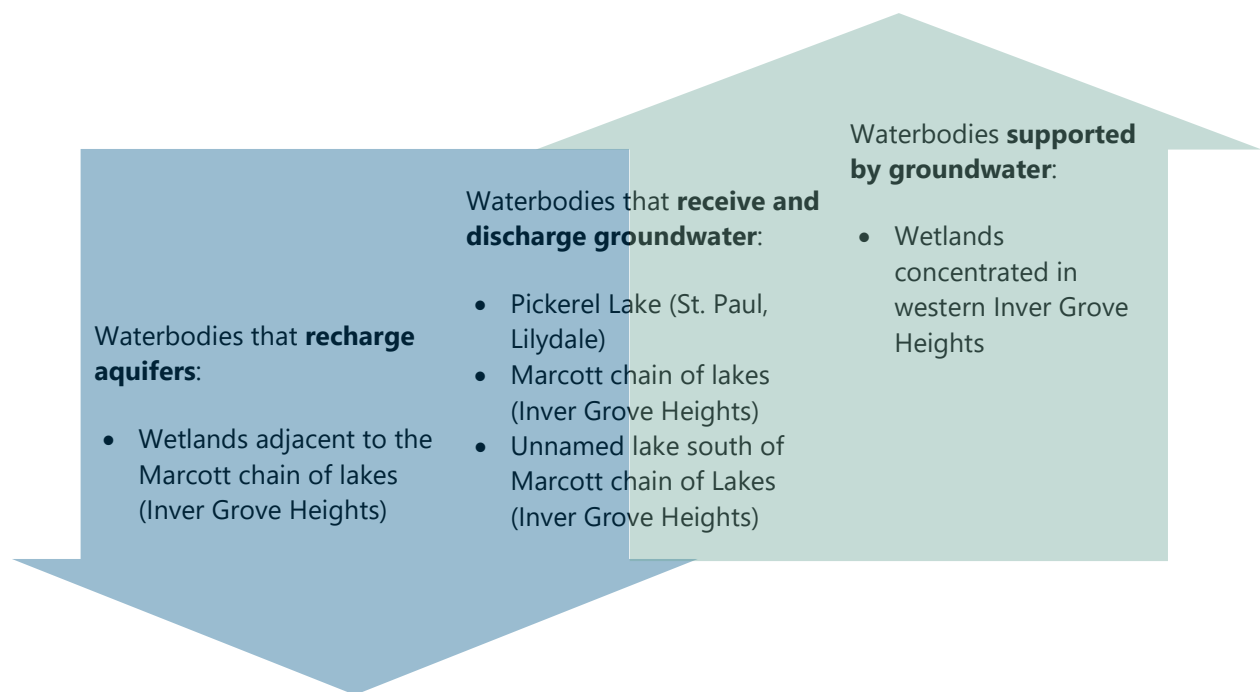 Waterbodies that recharge
aquifers:
• Wetlands adjacent to the
Marcott chain of lakes
(Inver Grove Heights)
Waterbodies that receive and
discharge groundwater:
• Pickerel Lake (St. Paul,
Lilydale)
• Marcott chain of lakes
(Inver Grove Heights)
• Unnamed lake south of
Marcott chain of Lakes
(Inver Grove Heights)
Waterbodies supported
by groundwater:
• Wetlands
concentrated in
western Inver Grove
Heights